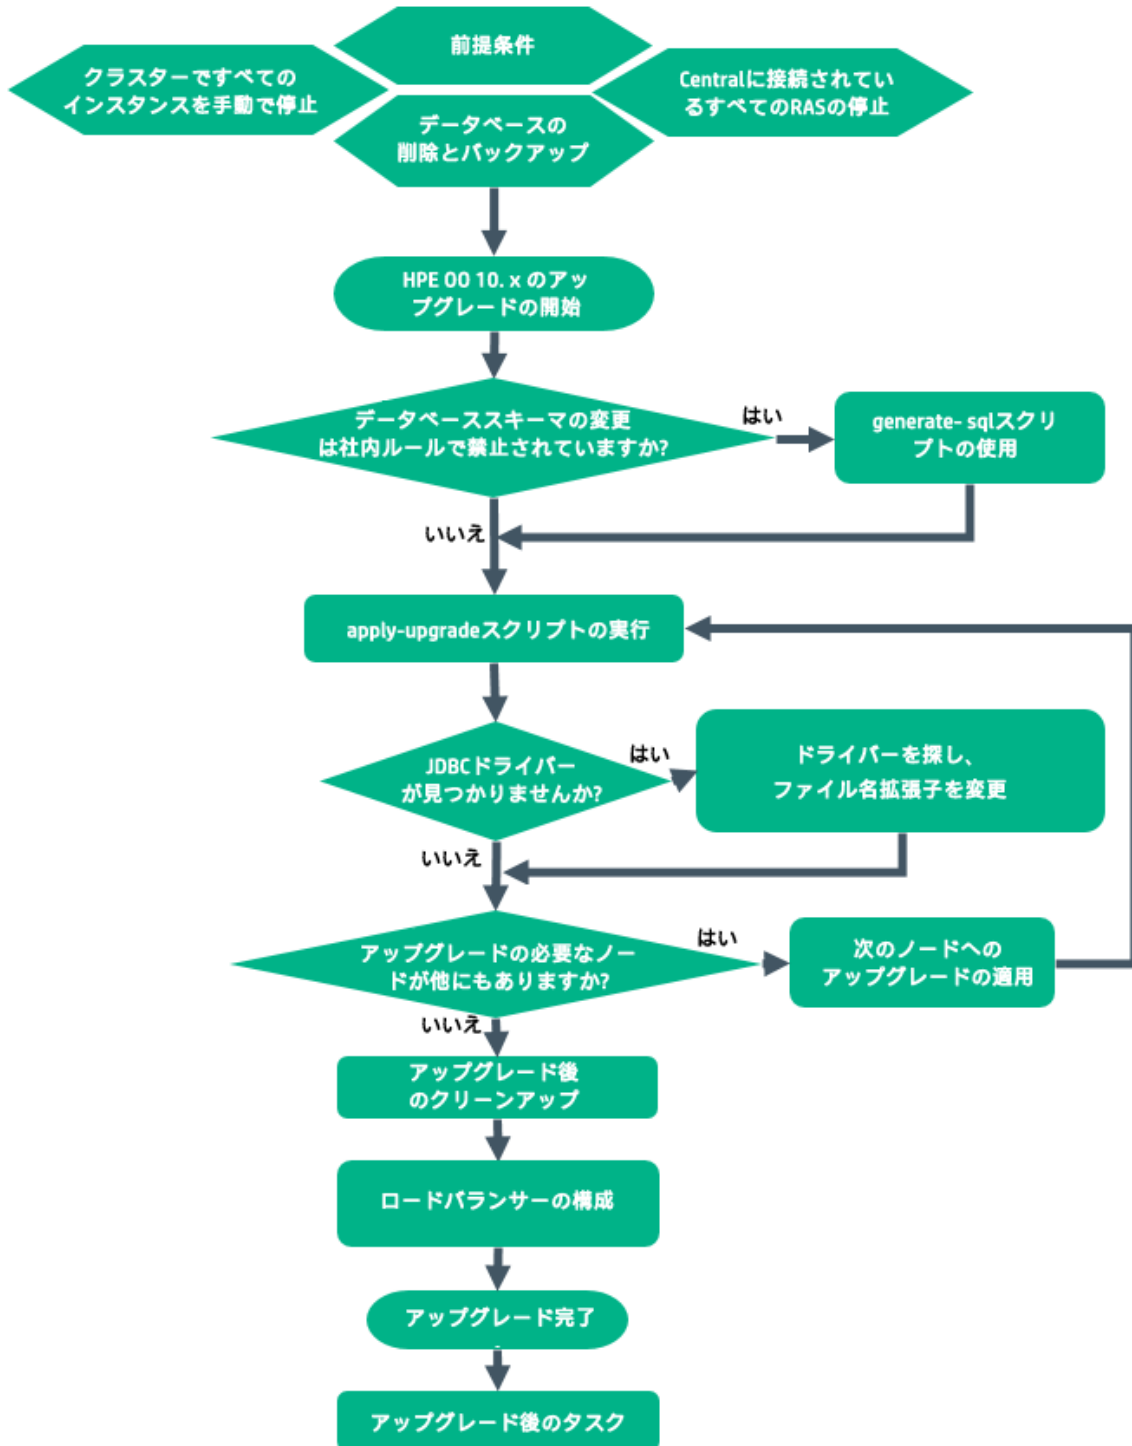 前提条件
クラスターですべての
インスタンスを手動で停止
Centralに接続されてい
るすべてのRASの停止
データベースの
削除とバックアップ
HPE OO 10. x のアッ
プグレードの開始
データベーススキーマの変更
は社内ルールで禁止されていますか?
はい
generate- sqlスクリ
プトの使用
いいえ
apply-upgradeスクリプトの実行
JDBCドライバー
が見つかりませんか?
はい
ドライバーを探し、
ファイル名拡張子を変更
いいえ
アップグレードの必要なノー
ドが他にもありますか?
はい
次のノードへの
アップグレードの適用
いいえ
アップグレード後
のクリーンアップ
ロードバランサーの構成
アップグレード完了
アップグレード後のタスク